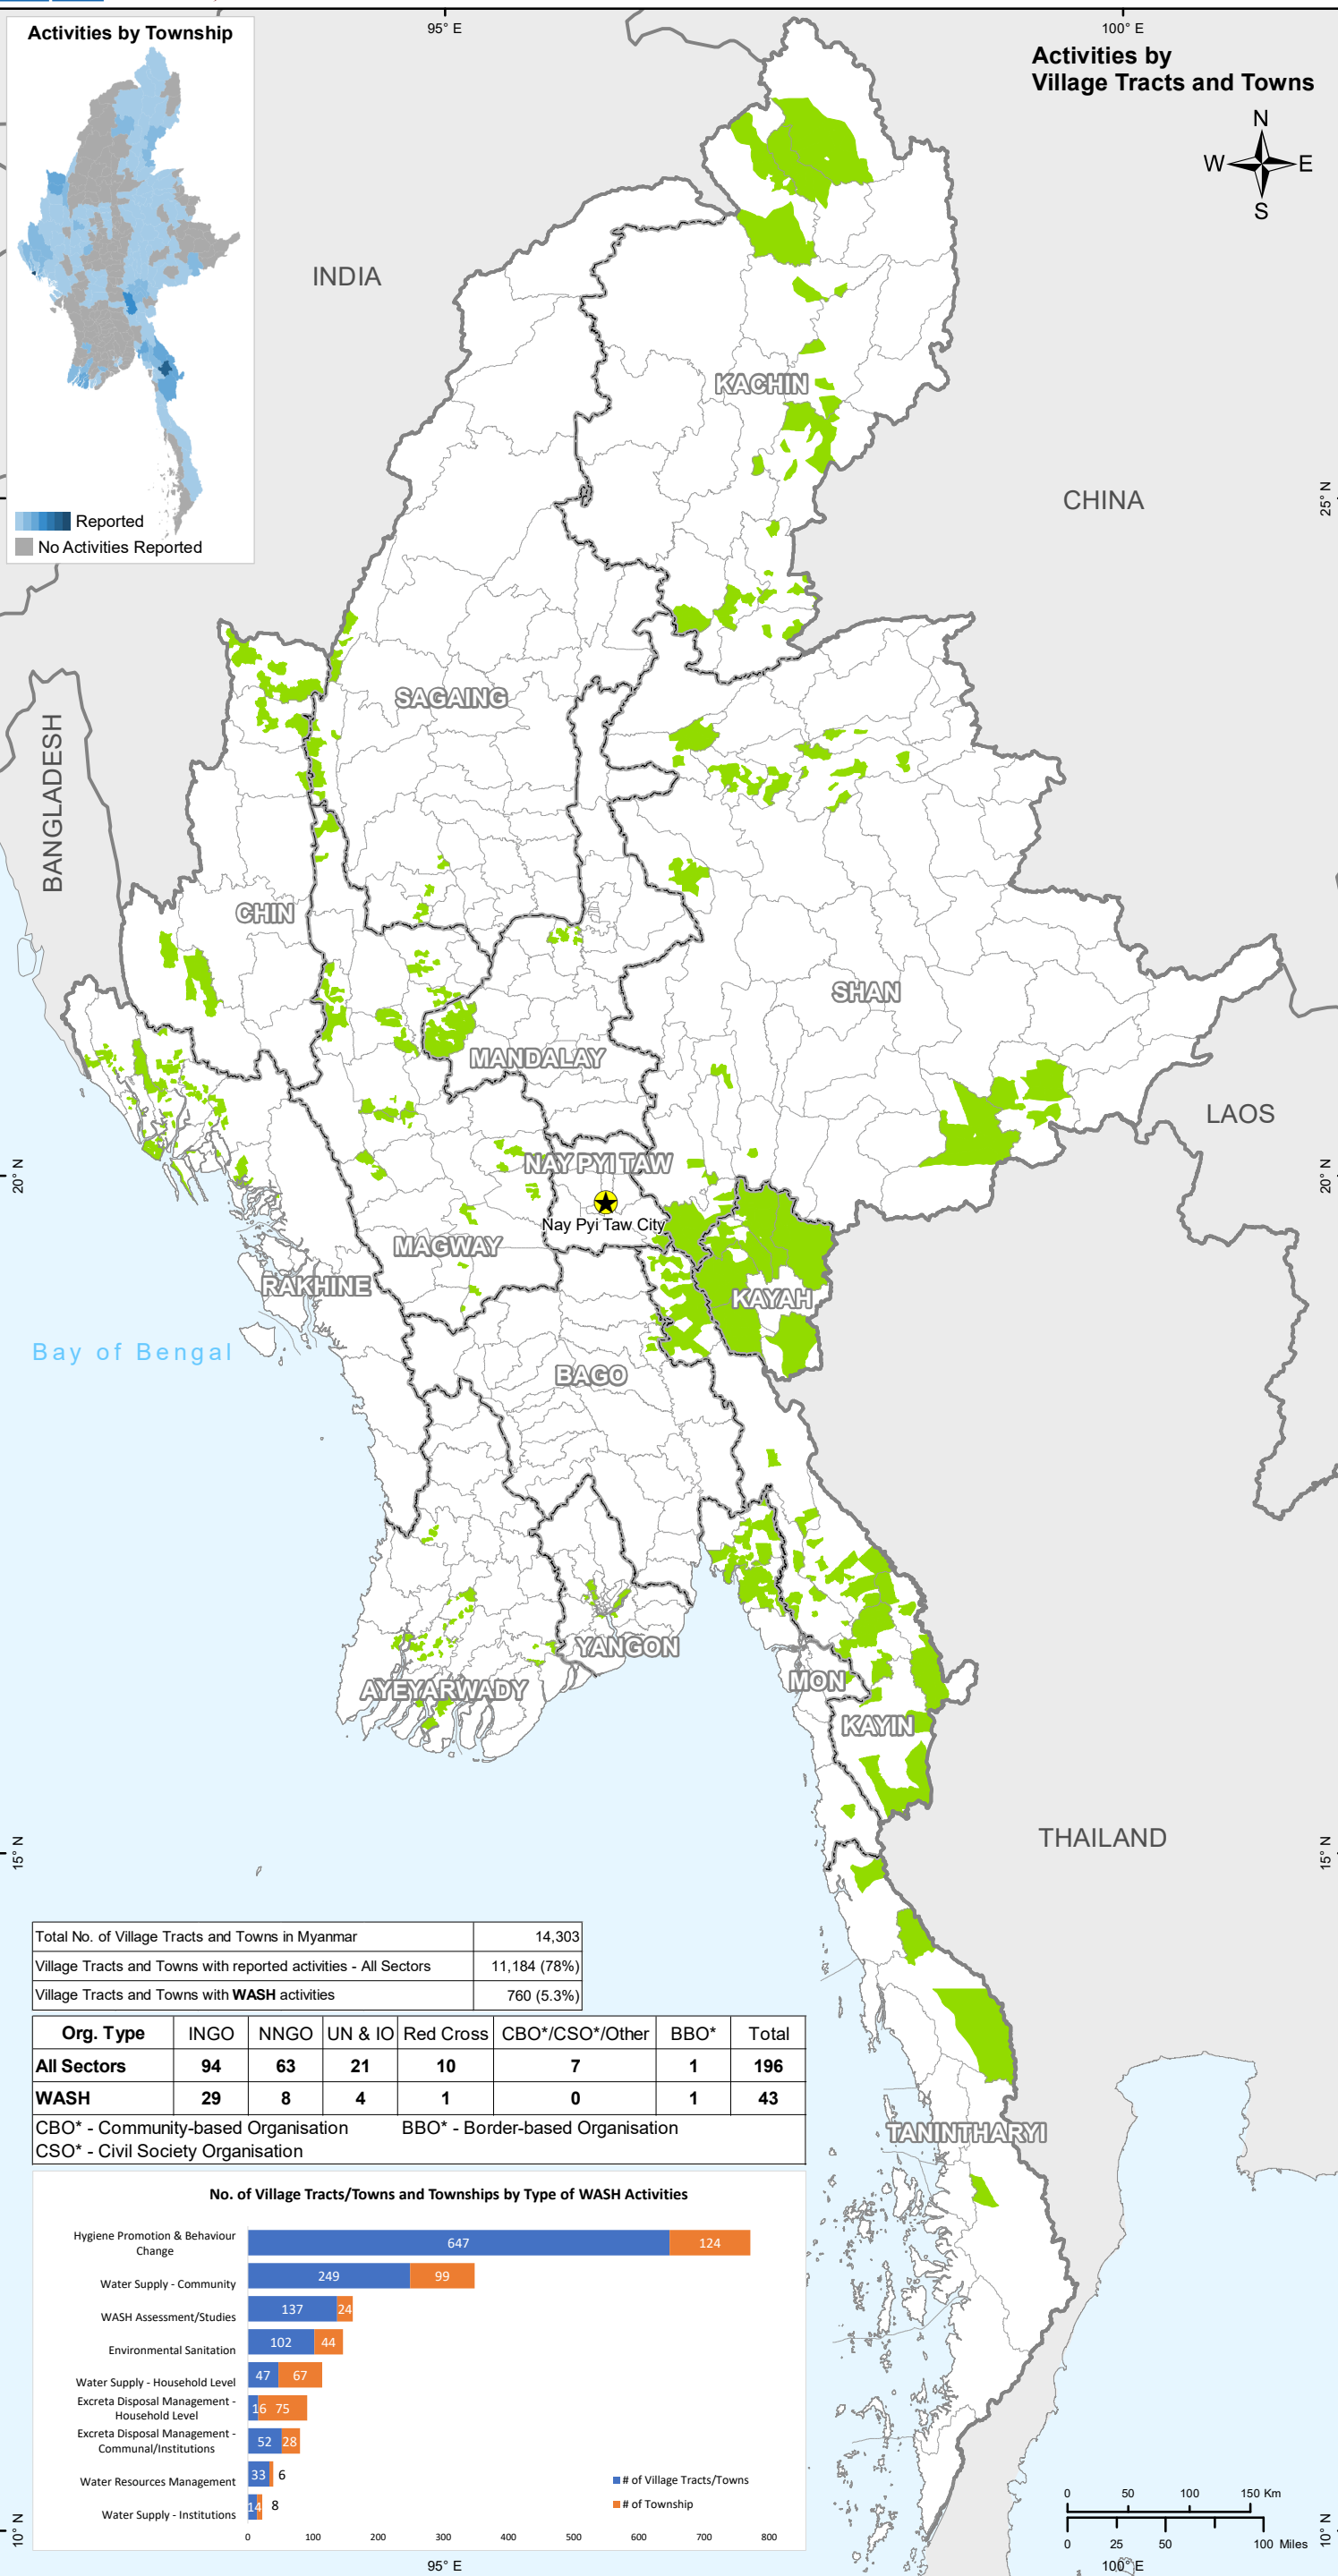 Activities by Township
95° E
100° E
Activities by
Village Tracts and Towns
N
W
E
S
INDIA
KACHIN
CHINA
25° N
Reported
No Activities Reported
SAGAING
BANGLADESH
CHIN
SHAN
MANDALAY
LAOS
20° N
20° N
NAY PYI TAW
Nay Pyi Taw City
MAGWAY
RAKHINE
KAYAH
Bay of Bengal
BAGO
YANGON
AYEYARWADY
MON
KAYIN
THAILAND
15° N
15° N
Total No. of Village Tracts and Towns in Myanmar 14,303
Village Tracts and Towns with reported activities - All Sectors 11,184 (78%)
Village Tracts and Towns with WASH activities 760 (5.3%)
Org. Type INGO NNGO UN & IO Red Cross CBO*/CSO*/Other BBO* Total
All Sectors 94 63 21 10 7 1 196
WASH 29 8 4 1 0 1 43
CBO* - Community-based Organisation BBO* - Border-based Organisation
CSO* - Civil Society Organisation
TANINTHARYI
No. of Village Tracts/Towns and Townships by Type of WASH Activities
Hygiene Promotion & Behaviour
Change
647 124
Water Supply - Community 249 99
WASH Assessment/Studies 137 24
Environmental Sanitation 102 44
Water Supply - Household Level 47 67
Excreta Disposal Management -
Household Level
16 75
Excreta Disposal Management -
Communal/Institutions
52 28
Water Resources Management 33 6
Water Supply - Institutions 14 8
# of Village Tracts/Towns
# of Township
0 100 200 300 400 500 600 700 800
0 50 100 150 Km
0 25 50 100 Miles
10° N
10° N
95° E
100° E